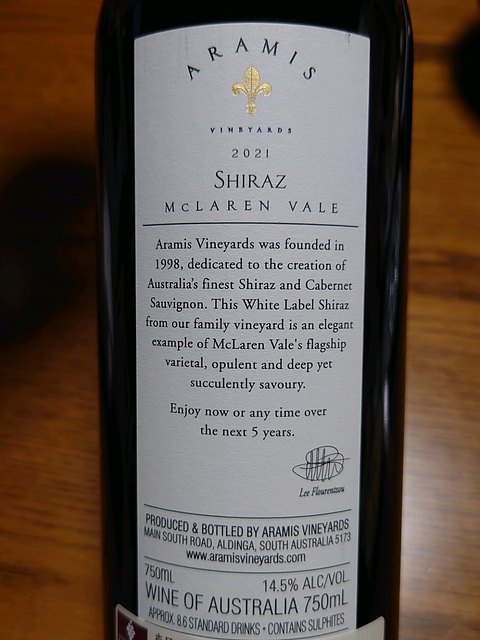 ARAMIS
VINEYARDS
2021
SHIRAZ
McLAREN VALE
Aramis Vineyards was founded in
1998, dedicated to the creation of
Australia's finest Shiraz and Cabernet
Sauvignon. This White Label Shiraz
from our family vineyard is an elegant
example of McLaren Vale's flagship
varietal, opulent and deep yet
succulently savoury.
Enjoy now or any time over
the next 5 years.
Lee Flourentzou
PRODUCED & BOTTLED BY ARAMIS VINEYARDS
MAIN SOUTH ROAD, ALDINGA, SOUTH AUSTRALIA 5173
www.aramisvineyards.com
750mL 14.5% ALC/VOL.
WINE OF AUSTRALIA 750mL
APPROX. 8.6 STANDARD DRINKS • CONTAINS SULPHITES